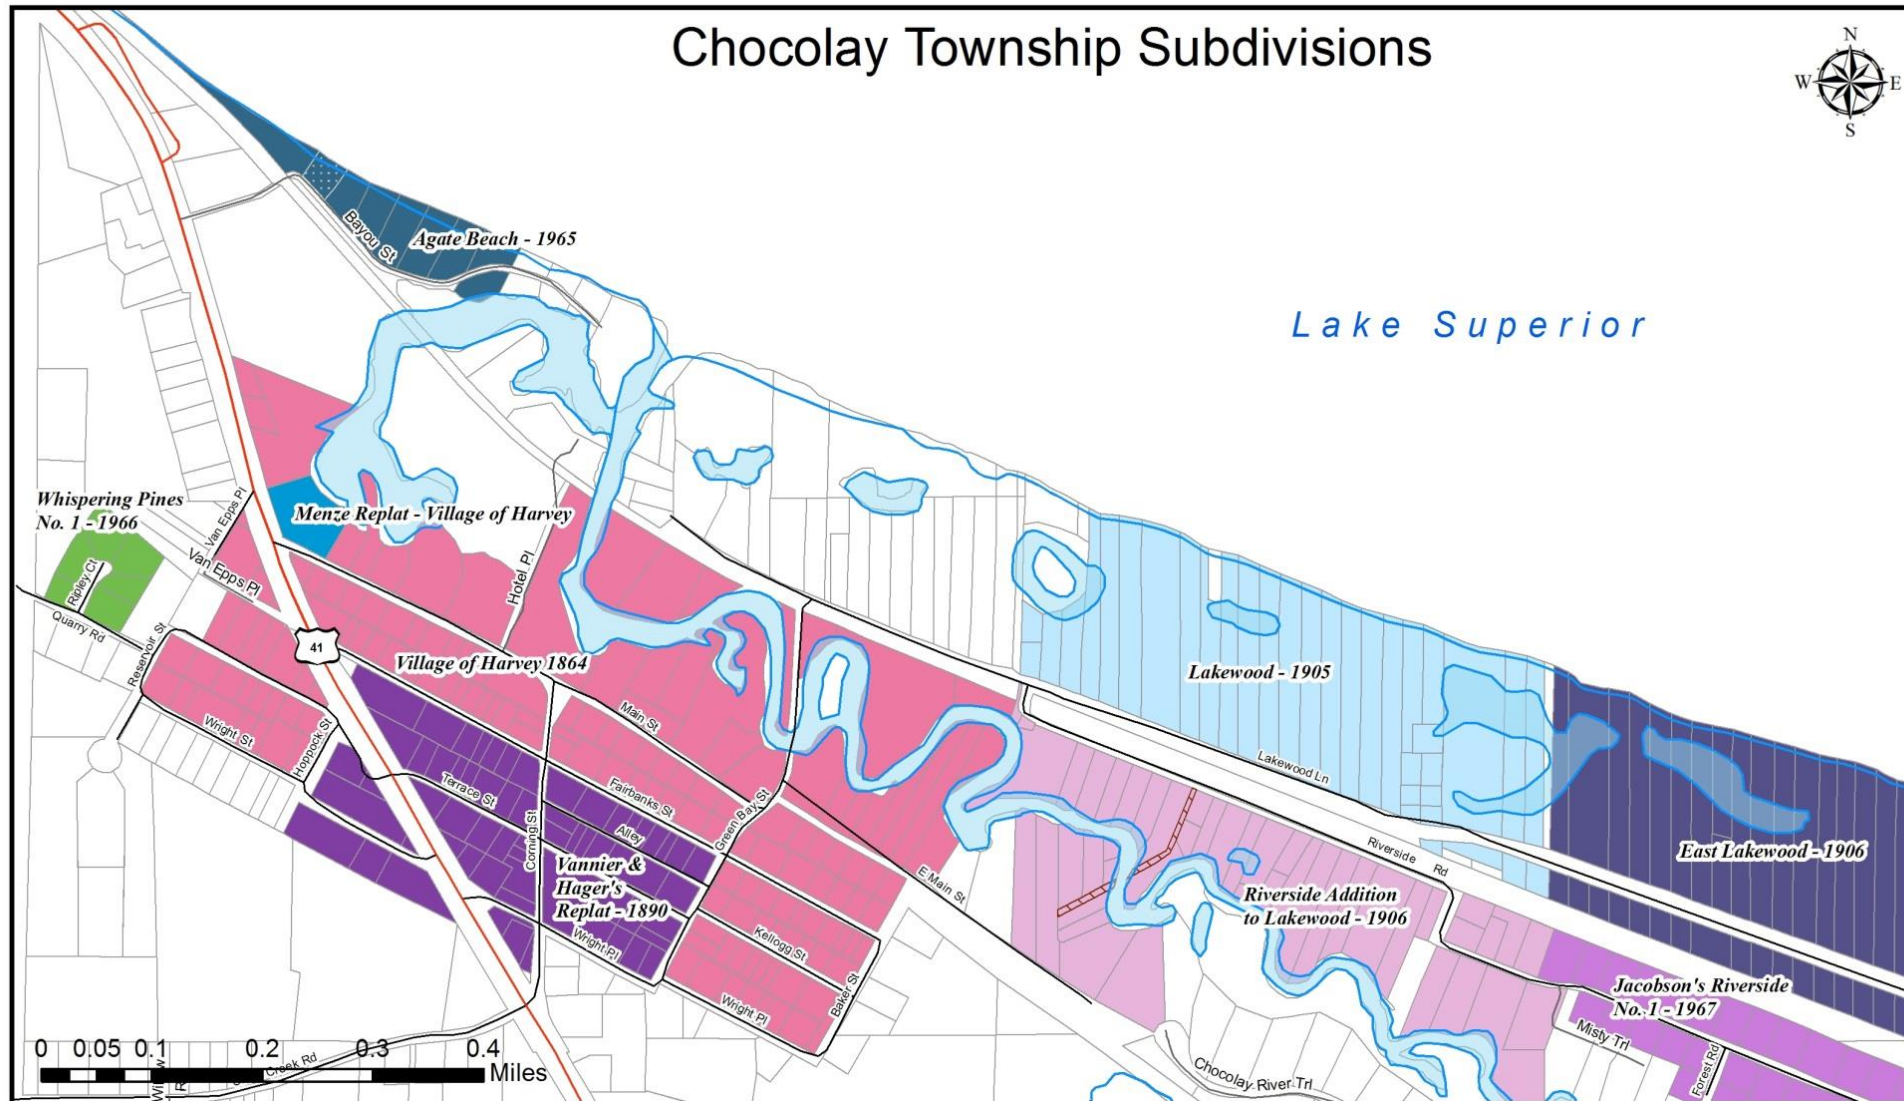 Chocolay Township Subdivisions
N
W
E
S
Bayou St
Agate Beach - 1965
Lake Superior
Whispering Pines
No. 1 - 1966
Van Epps Pl
Menze Replat - Village of Harvey
Van Epps Pl
Hotel Pl
Ripley Ct
Quarry Rd
Reservoir St
41
Village of Harvey 1864
Lakewood - 1905
Wright St
Hoppock St
Main St
Lakewood Ln
Terrace St
Fairbanks St
Green Bay St
Alley
Corning St
Riverside Rd
East Lakewood - 1906
Vannier &
Hager's
Replat - 1890
E Main St
Riverside Addition
to Lakewood - 1906
Wright Pl
Kellogg St
Baker St
Wright Pl
Jacobson's Riverside
No. 1 - 1967
Misty Trl
Forest Rd
Chocolay River Trl
0 0.05 0.1 0.2 0.3 0.4
Miles
Creek Rd